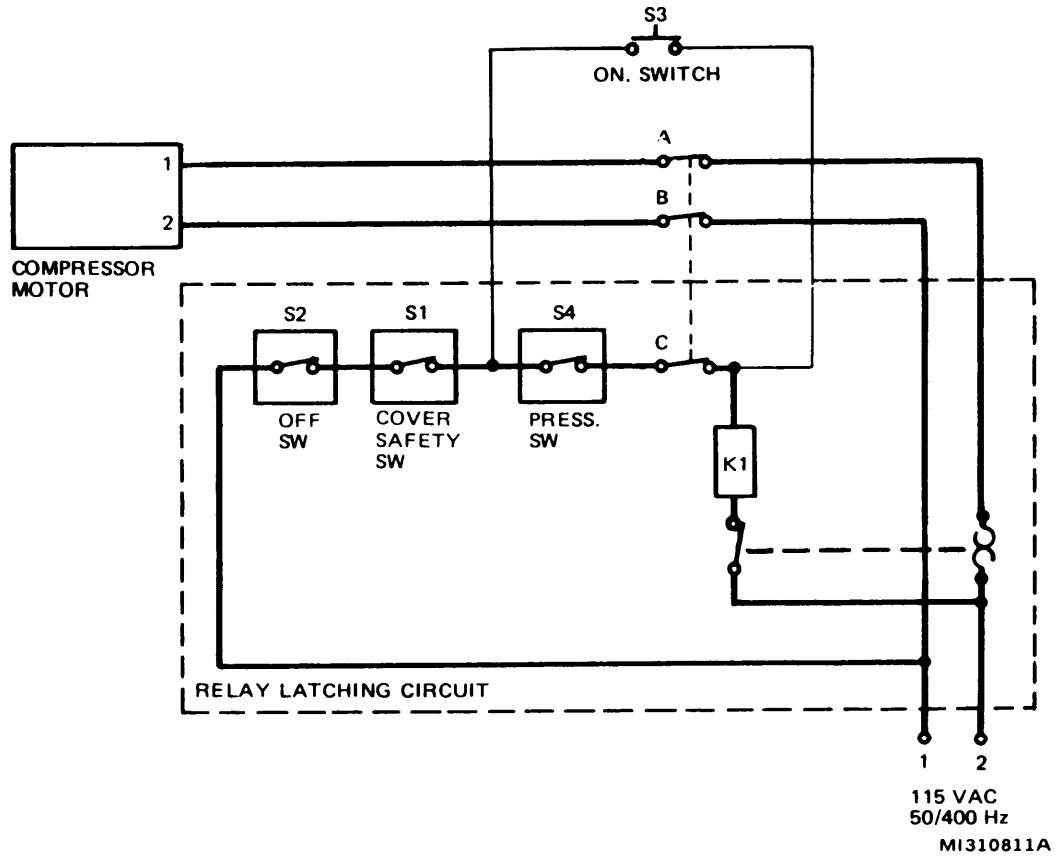 S3
ON. SWITCH
A
1
B
2
COMPRESSOR
MOTOR
S2
S1
S4
C
OFF
SW
COVER
SAFETY
SW
PRESS.
SW
K1
RELAY LATCHING CIRCUIT
1
2
115 VAC
50/400 Hz
MI310811A